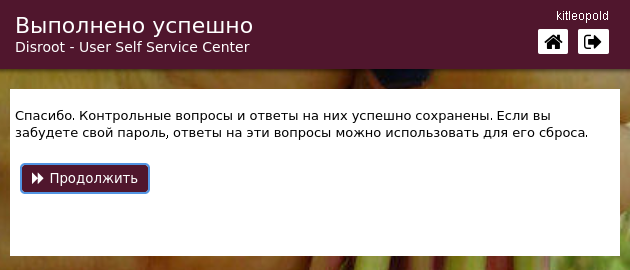 Выполнено успешно
kitleopold
Disroot - User Self Service Center
Спасибо. Контрольные вопросы и ответы на них успешно сохранены. Если вы
забудете свой пароль, ответы на эти вопросы можно использовать для его сброса.
Продолжить